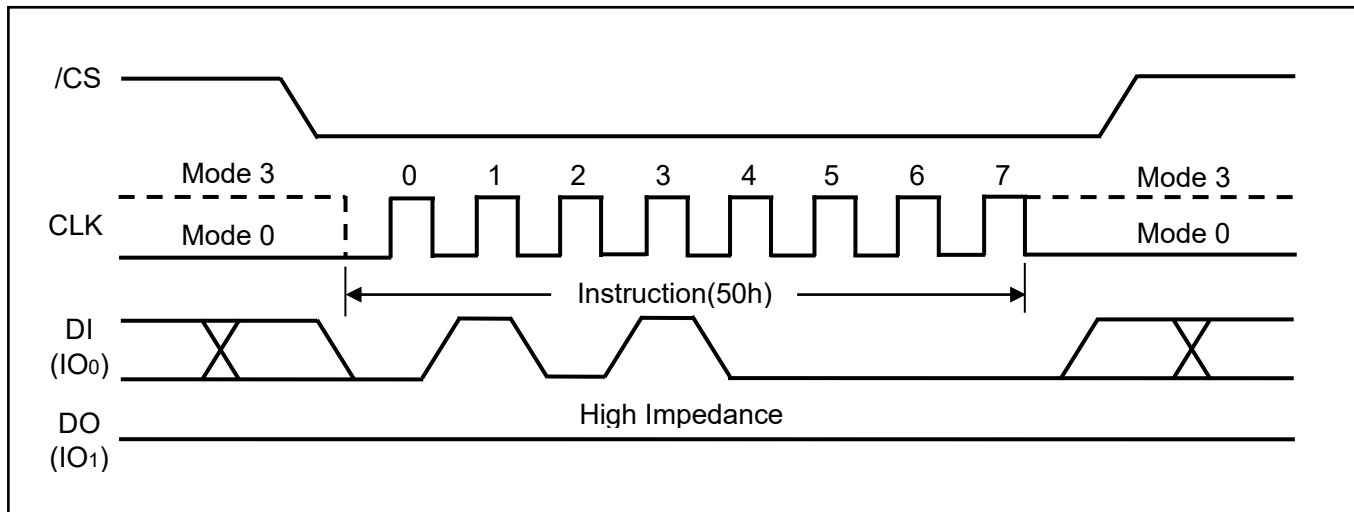 /CS
Mode 3
0 1 2 3 4 5 6 7
Mode 3
CLK
Mode 0
Mode 0
Instruction(50h)
DI
(IO0)
High Impedance
DO
(IO1)